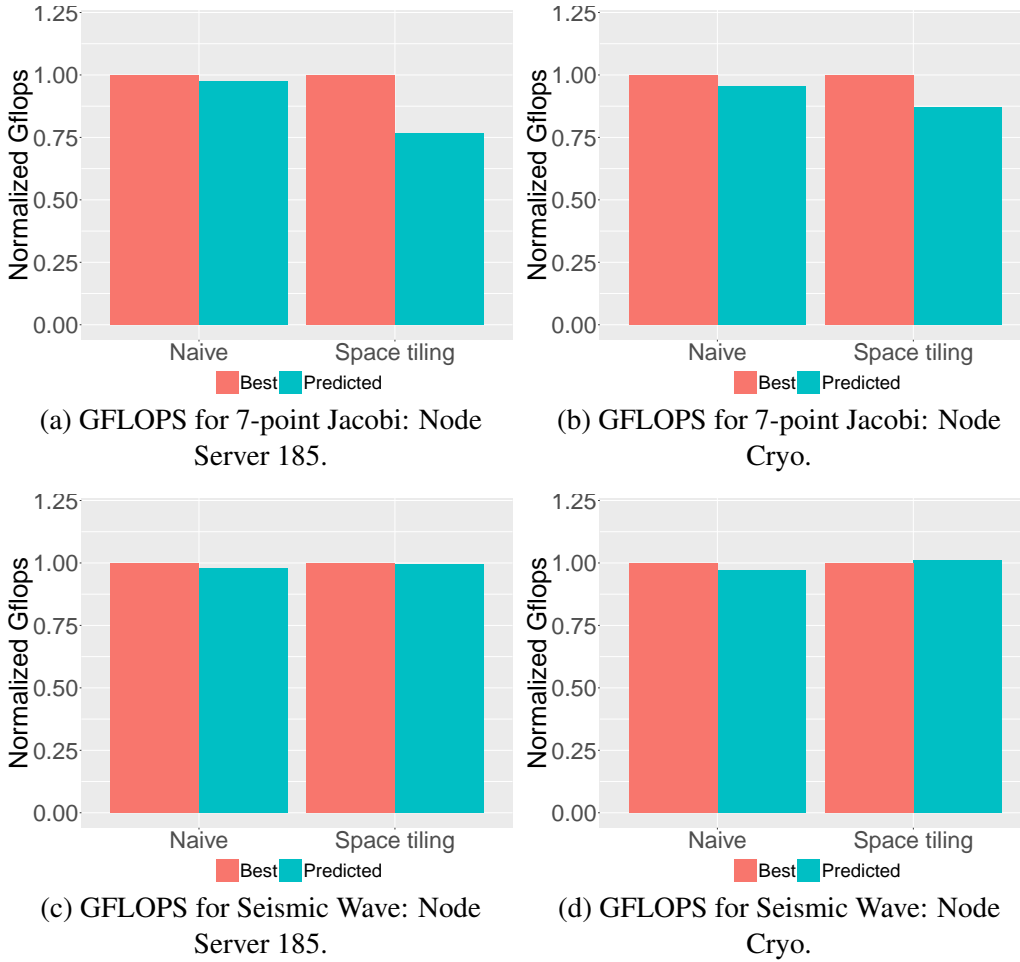 1.25
1.00
0.75
0.50
0.25
0.00
Normalized Gflops
Naive Space tiling
Best Predicted
(a) GFLOPS for 7-point Jacobi: Node
Server 185.
1.25
1.00
0.75
0.50
0.25
0.00
Normalized Gflops
Naive Space tiling
Best Predicted
(b) GFLOPS for 7-point Jacobi: Node
Cryo.
1.25
1.00
0.75
0.50
0.25
0.00
Normalized Gflops
Naive Space tiling
Best Predicted
(c) GFLOPS for Seismic Wave: Node
Server 185.
1.25
1.00
0.75
0.50
0.25
0.00
Normalized Gflops
Naive Space tiling
Best Predicted
(d) GFLOPS for Seismic Wave: Node
Cryo.